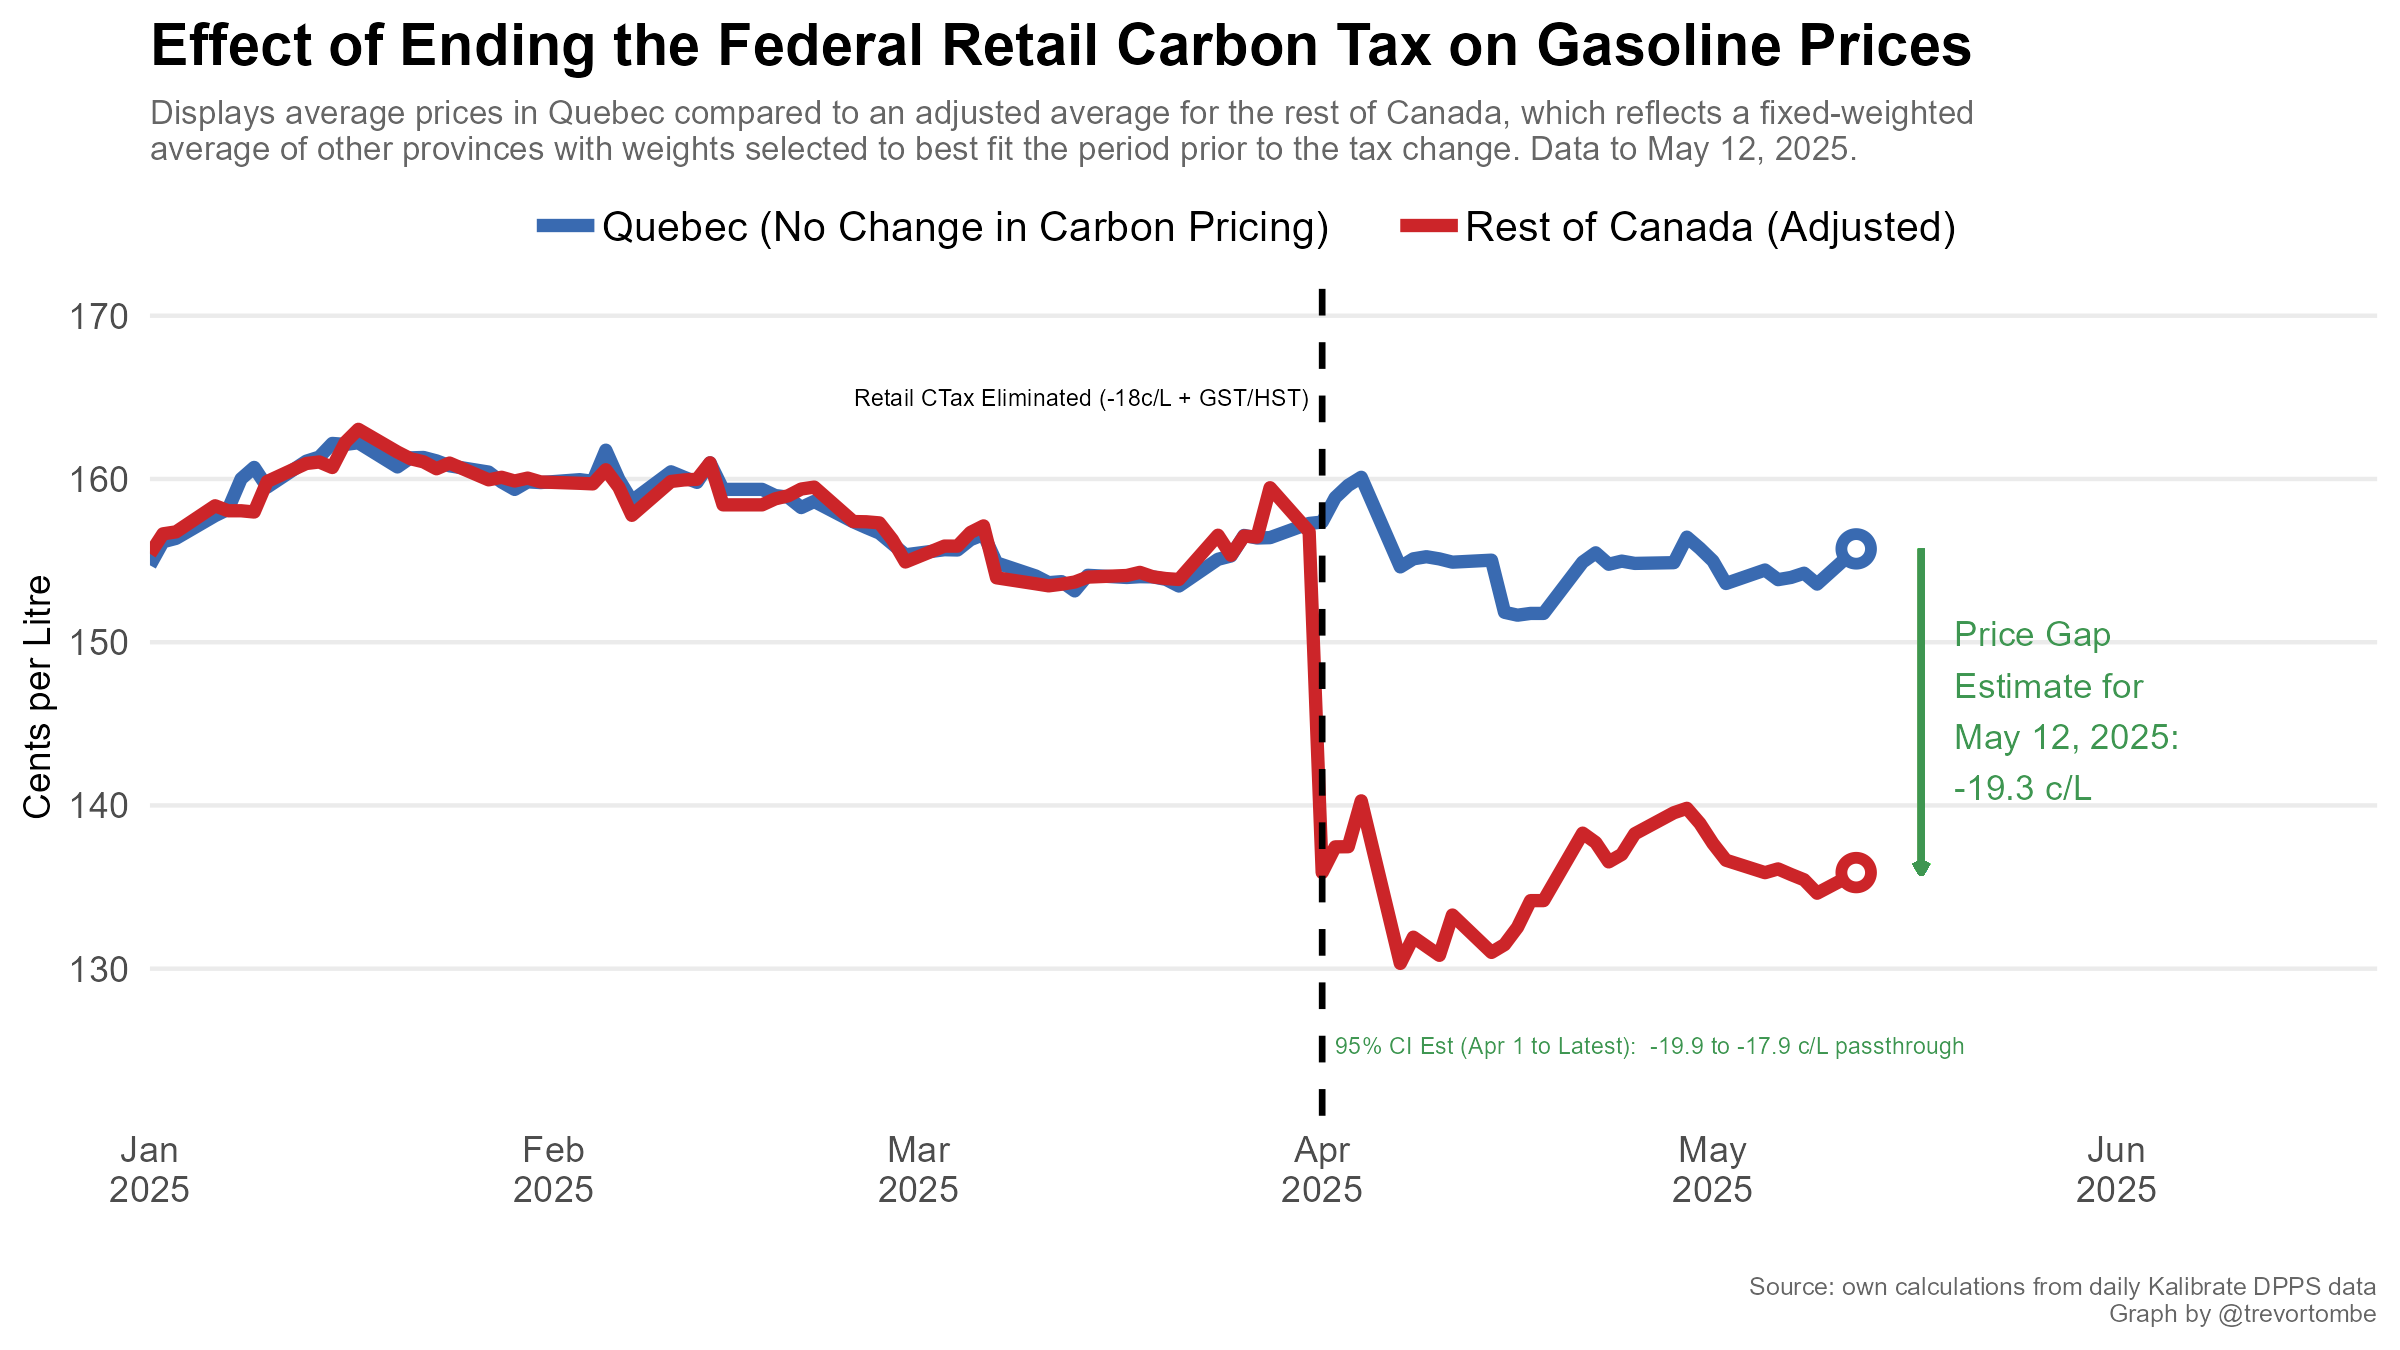 Effect of Ending the Federal Retail Carbon Tax on Gasoline Prices
Displays average prices in Quebec compared to an adjusted average for the rest of Canada, which reflects a fixed-weighted
average of other provinces with weights selected to best fit the period prior to the tax change. Data to May 12, 2025.
Quebec (No Change in Carbon Pricing)
Rest of Canada (Adjusted)
Cents per Litre
170
160
150
140
130
Retail CTax Eliminated (-18c/L + GST/HST)
Price Gap
Estimate for
May 12, 2025:
-19.3 c/L
95% CI Est (Apr 1 to Latest):  -19.9 to -17.9 c/L passthrough
Jan
2025
Feb
2025
Mar
2025
Apr
2025
May
2025
Jun
2025
Source: own calculations from daily Kalibrate DPPS data
Graph by @trevortombe